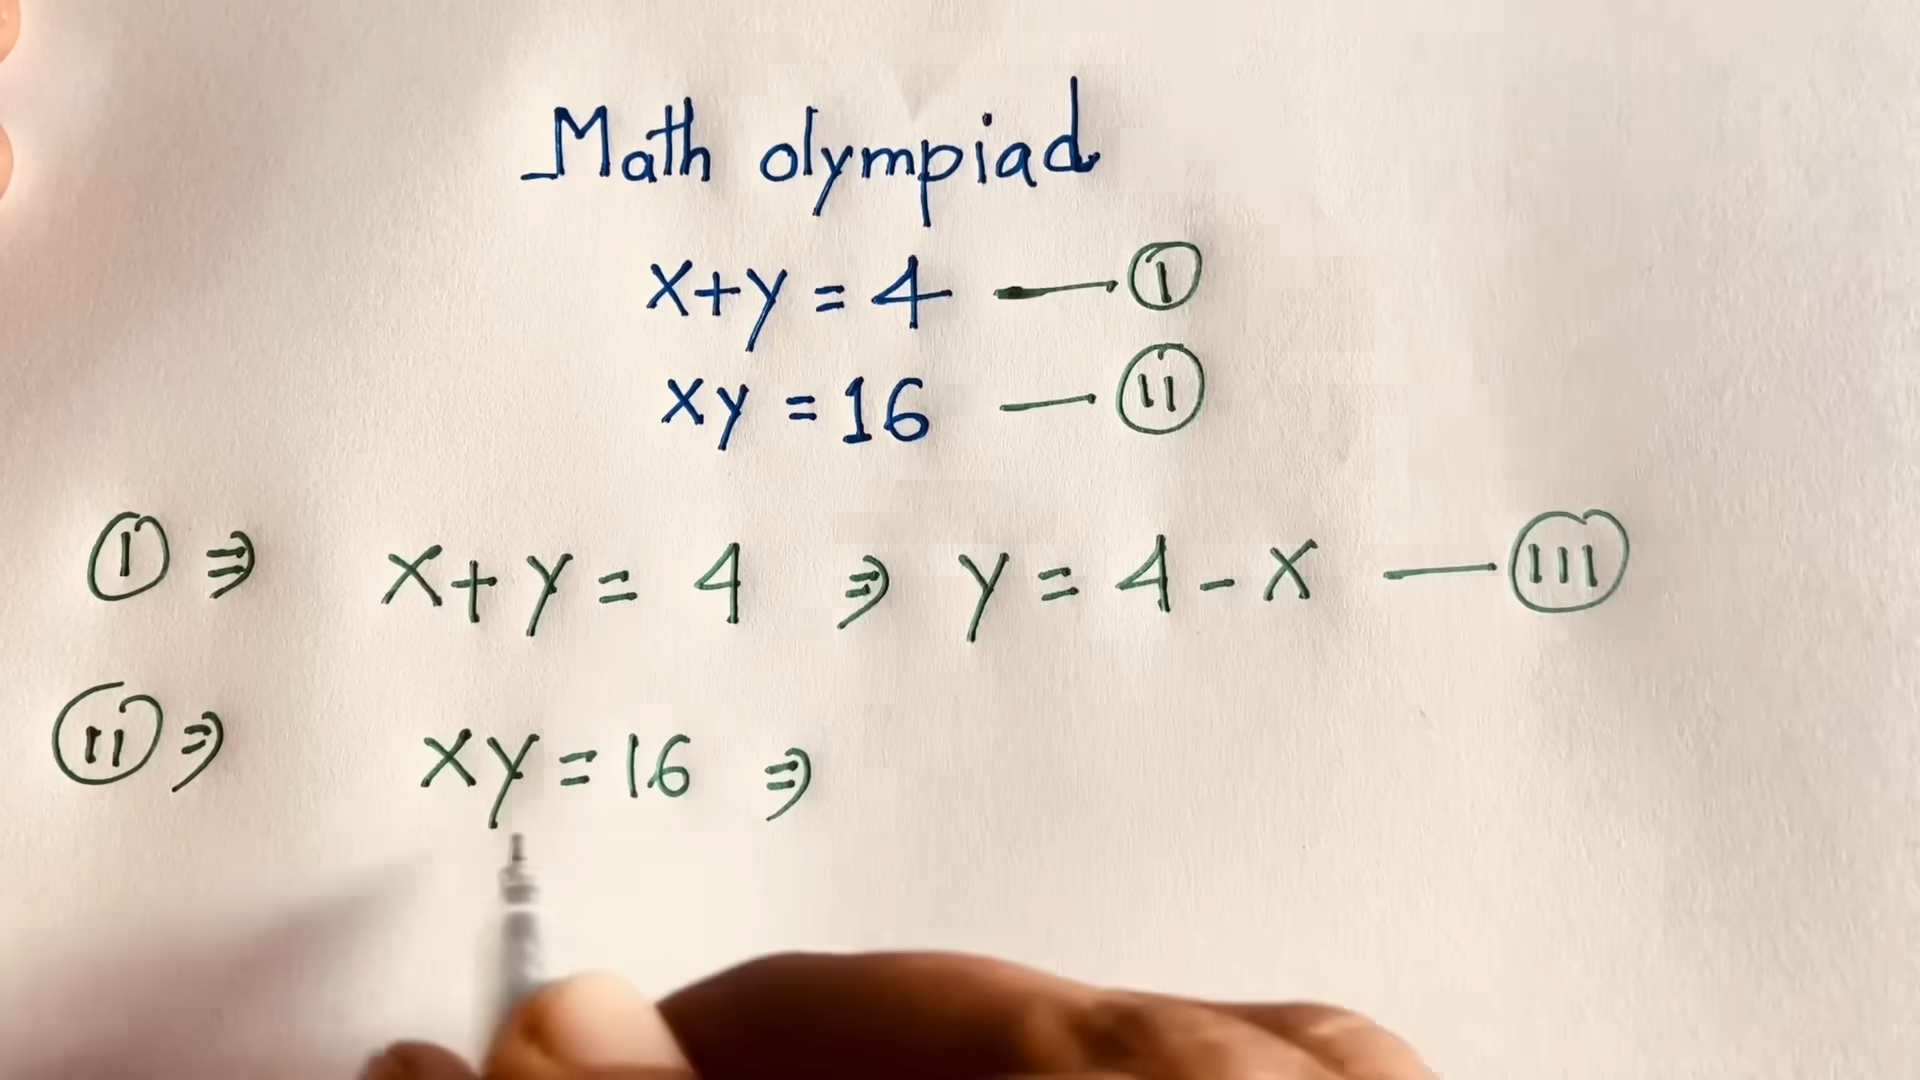 Math olympiad
x+y = 4 — I
xy = 16 — II
I ⇒ x+y = 4 ⇒ y = 4 - x — III
II ⇒ xy = 16 ⇒